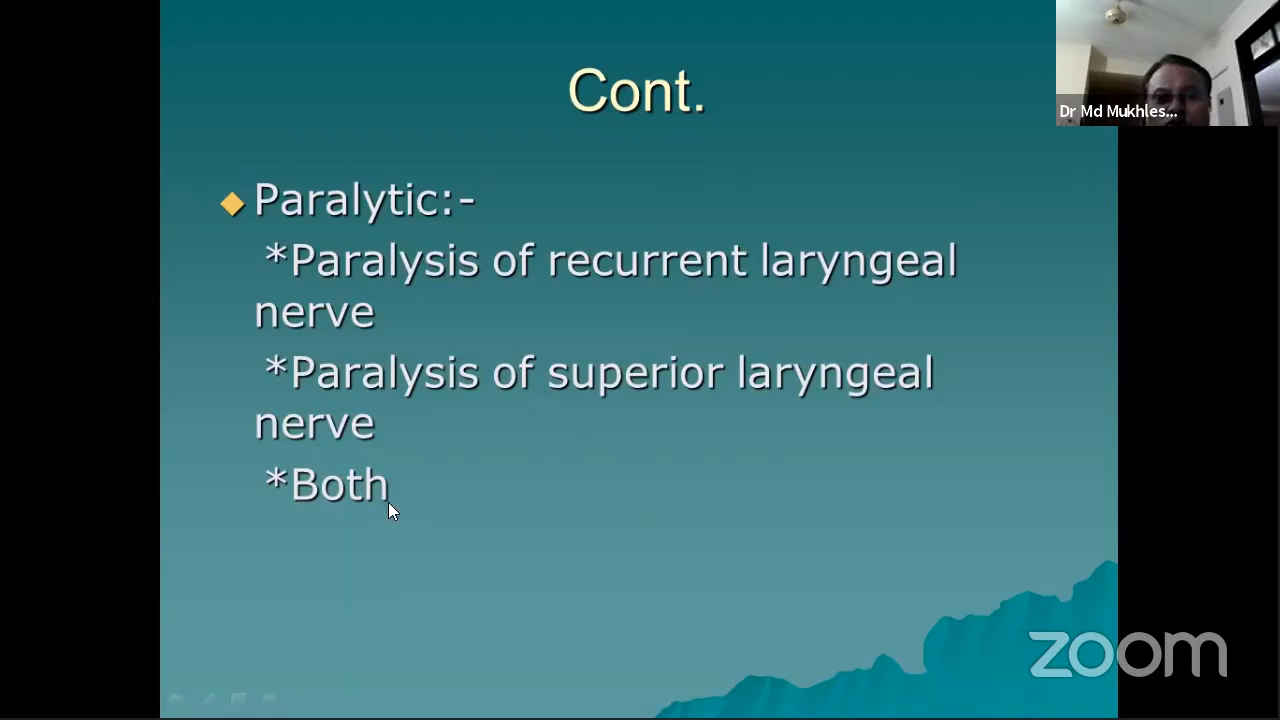 Cont.
Dr Md Mukhles...
Paralytic:-
*Paralysis of recurrent laryngeal
nerve
*Paralysis of superior laryngeal
nerve
*Both
zoom